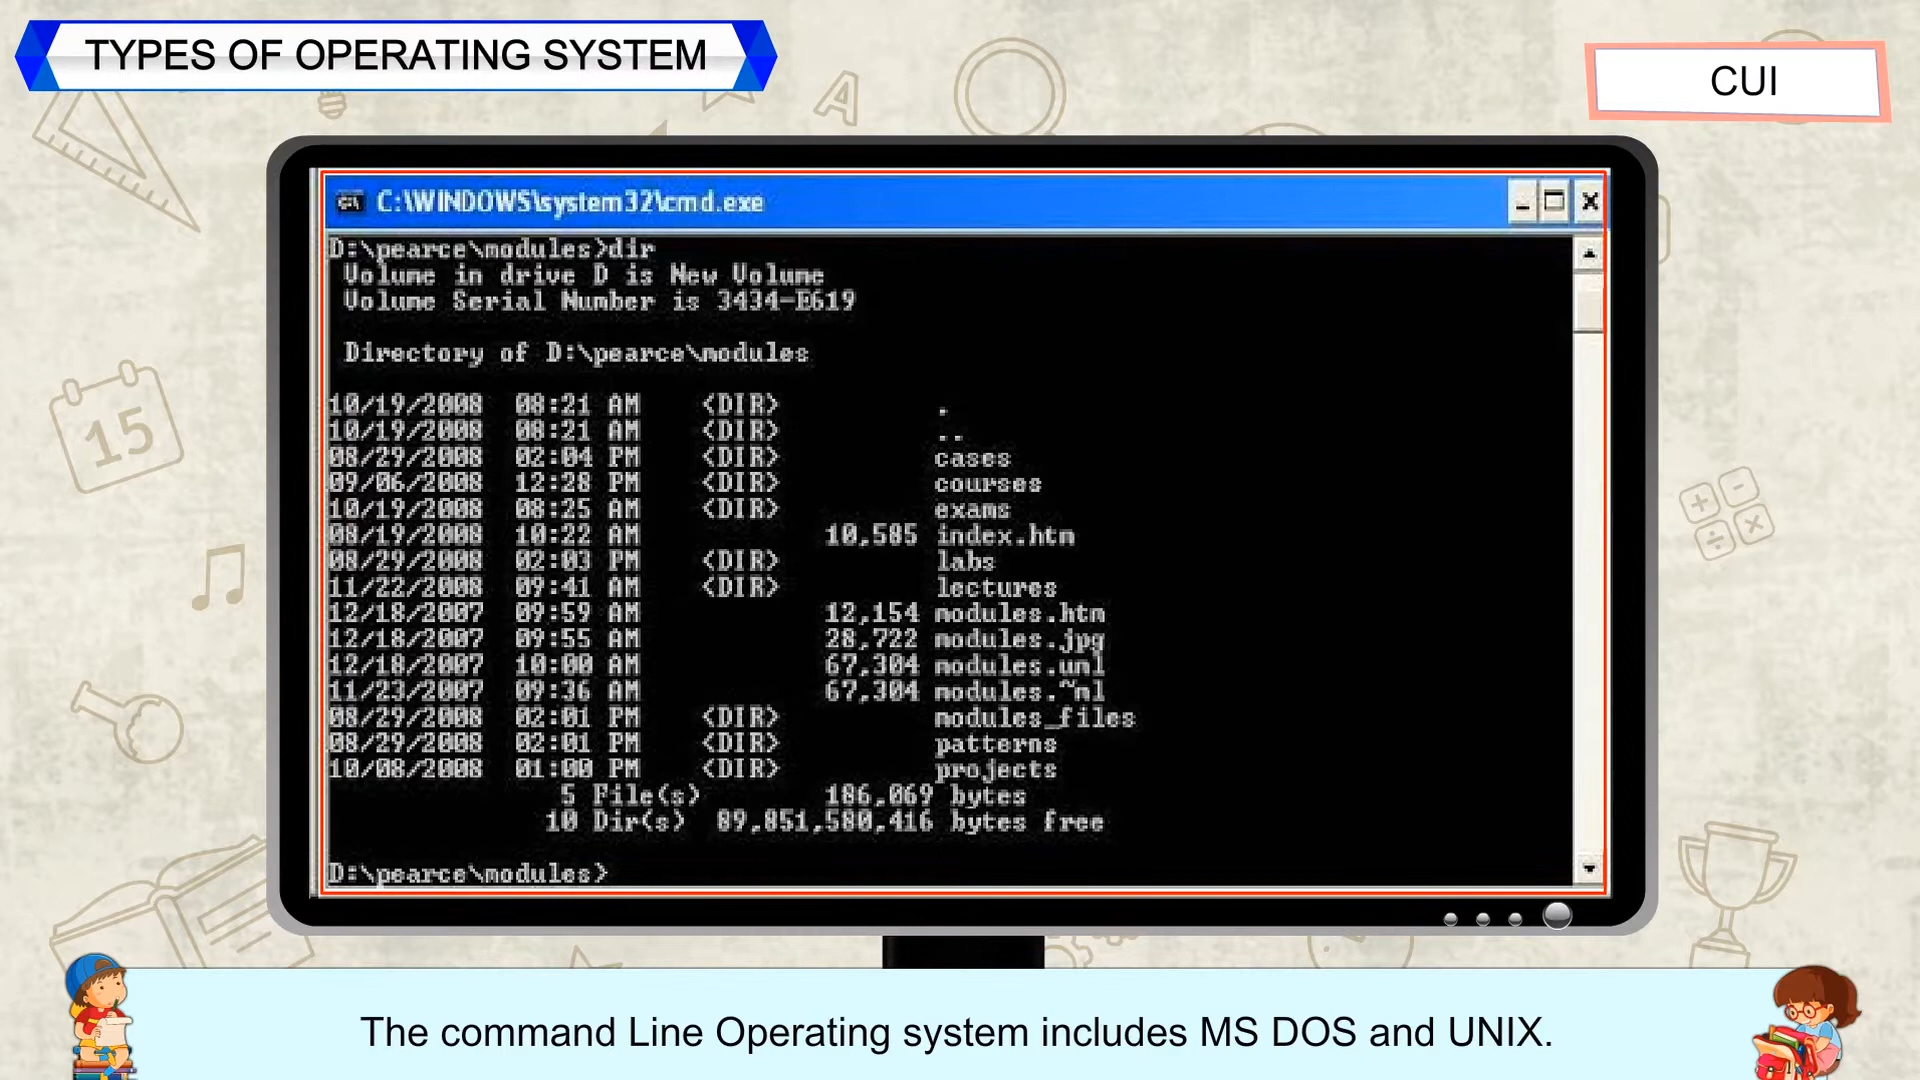 TYPES OF OPERATING SYSTEM
CUI
C:\WINDOWS\system32\cmd.exe
D:\pearce\modules>dir
Volume in drive D is New Volume
Volume Serial Number is 3434-E619
Directory of D:\pearce\modules
10/19/2008 08:21 AM <DIR> .
10/19/2008 08:21 AM <DIR> ..
08/29/2008 02:04 PM <DIR> cases
09/06/2008 12:28 PM <DIR> courses
10/19/2008 08:25 AM <DIR> exams
08/19/2008 10:22 AM 10,585 index.htm
08/29/2008 02:03 PM <DIR> labs
11/22/2008 09:41 AM <DIR> lectures
12/18/2007 09:59 AM 12,154 modules.htm
12/18/2007 09:55 AM 28,722 modules.jpg
12/18/2007 10:00 AM 67,304 modules.uml
11/23/2007 09:36 AM 67,304 modules.~ml
08/29/2008 02:01 PM <DIR> modules_files
08/29/2008 02:01 PM <DIR> patterns
10/08/2008 01:00 PM <DIR> projects
5 File(s) 186,069 bytes
10 Dir(s) 89,851,580,416 bytes free
D:\pearce\modules>
A
15
The command Line Operating system includes MS DOS and UNIX.